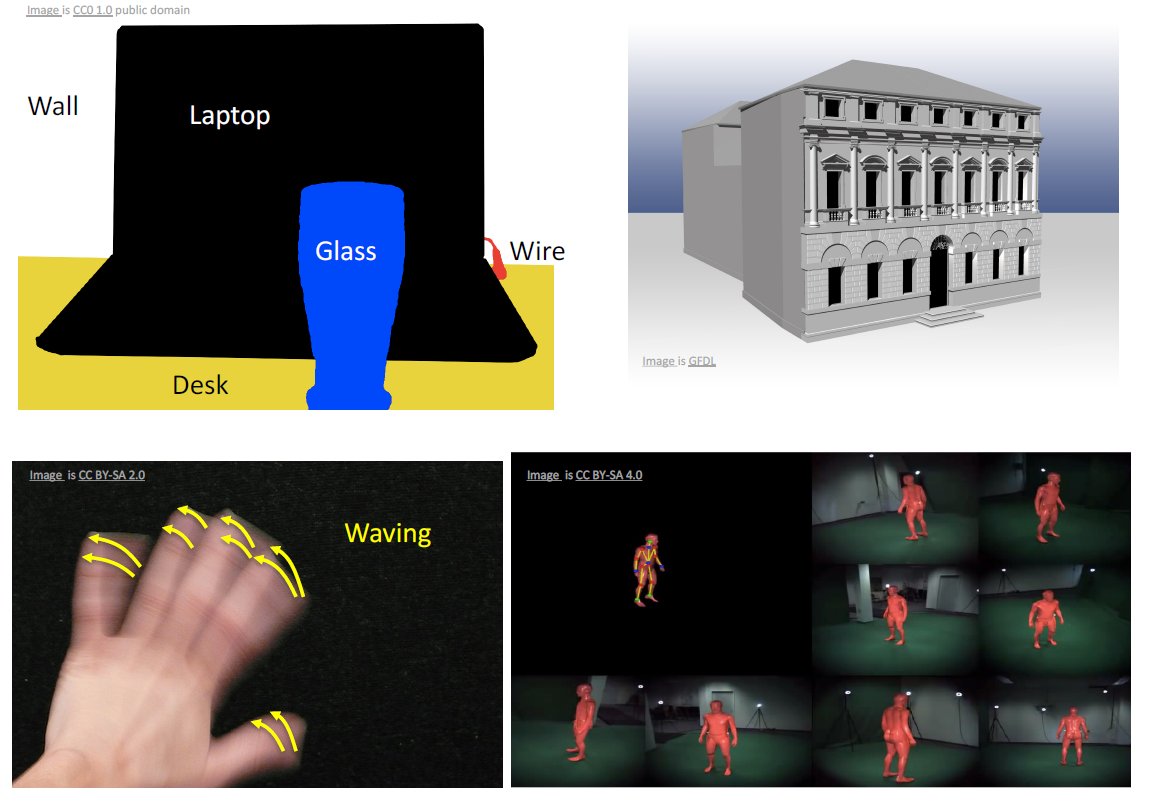 Image is CC0 1.0 public domain
Wall
Laptop
Glass
Wire
Desk
Image is GFDL
Image is CC BY-SA 2.0
Waving
Image is CC BY-SA 4.0